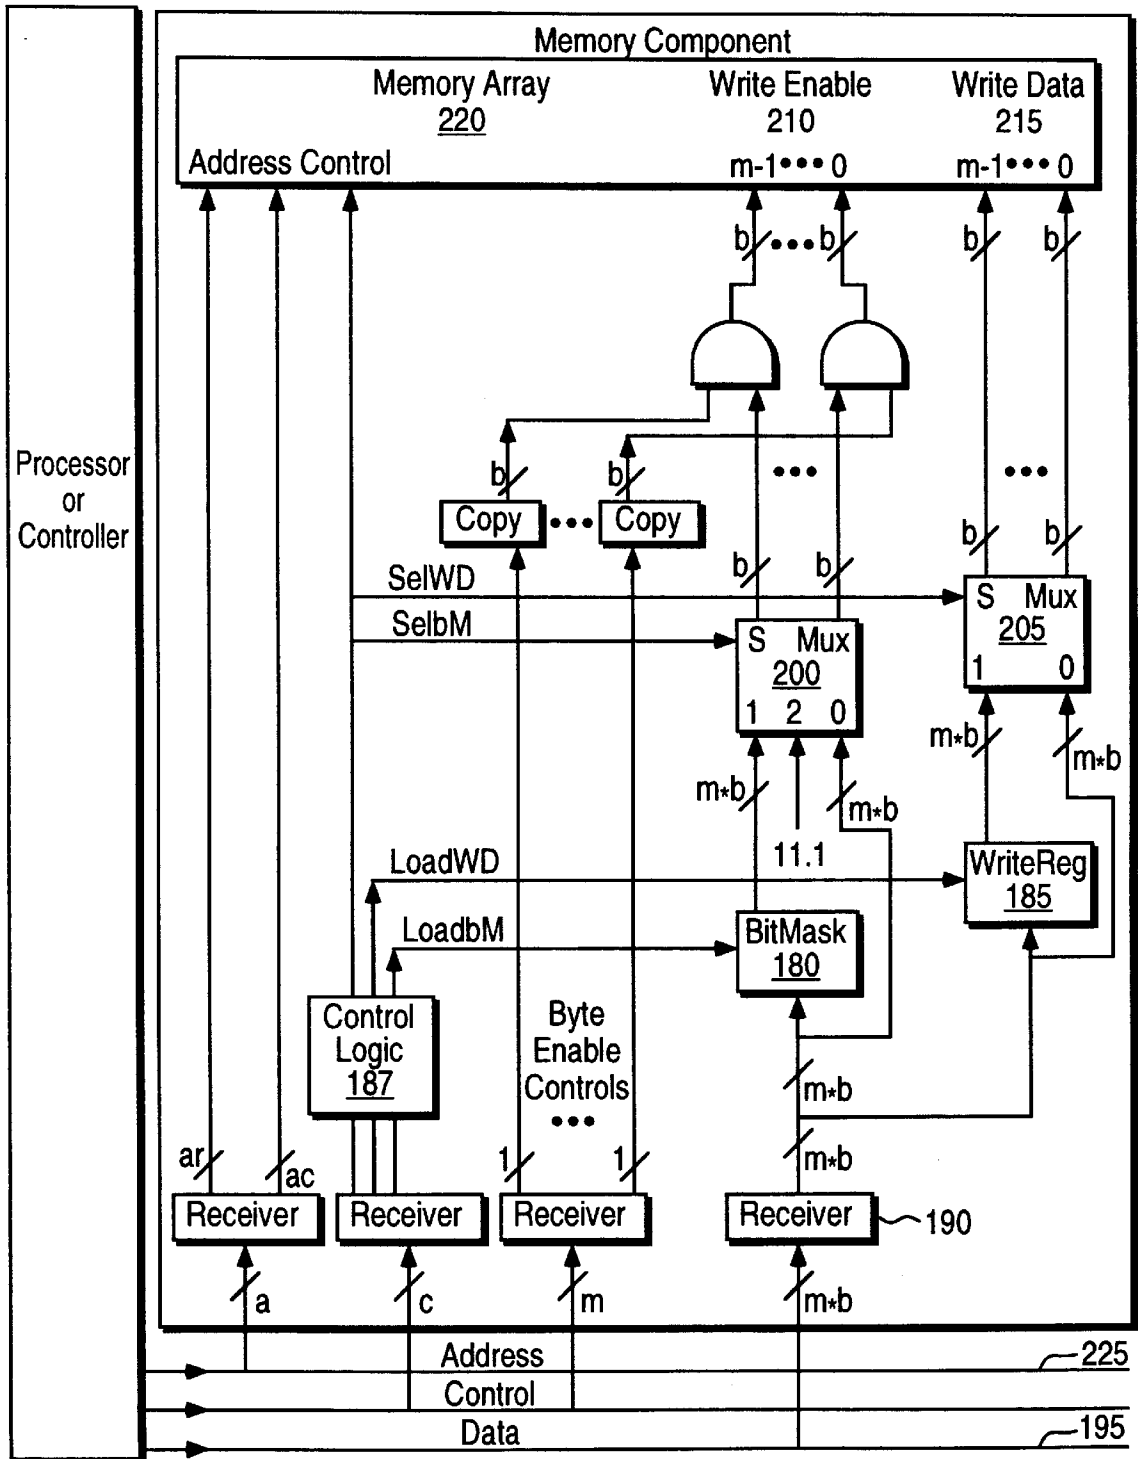 Memory Component
Memory Array
220
Write Enable
210
Write Data
215
Address Control
m-1•••• 0
m-1••• 0
b
••• b
b
b
Processor
or
Controller
b
b
•••
•••
Copy ••• Copy
b
b
b
b
SelWD
SelbM
S Mux
205
1 0
S Mux
200
1 2 0
m*b
m*b
m*b
m*b
11.1
LoadWD
WriteReg
185
LoadbM
BitMask
180
Control
Logic
187
Byte
Enable
Controls
•••
m*b
m*b
ar
ac
1
1
Receiver
Receiver
Receiver
Receiver
190
a
c
m
m*b
Address
225
Control
Data
195